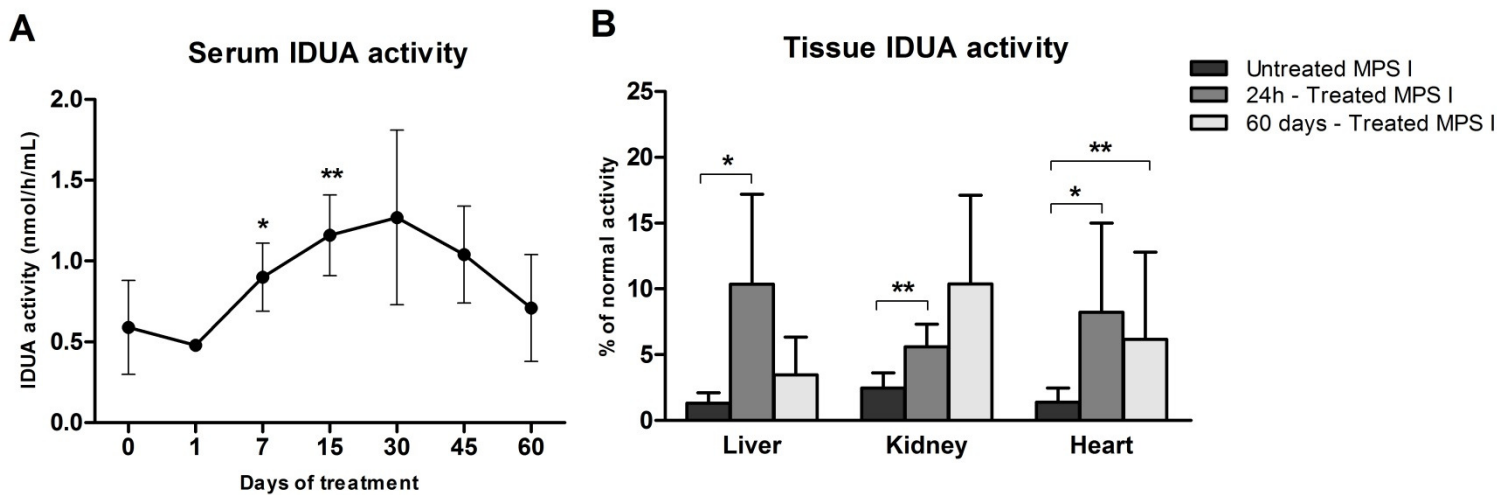 A
Serum IDUA activity
IDUA activity (nmol/h/mL)
2.0
1.5
1.0
0.5
0.0
*
**
0 1 7 15 30 45 60
Days of treatment
B
Tissue IDUA activity
% of normal activity
25
20
15
10
5
0
*
**
**
*
Liver Kidney Heart
Untreated MPS I
24h - Treated MPS I
60 days - Treated MPS I